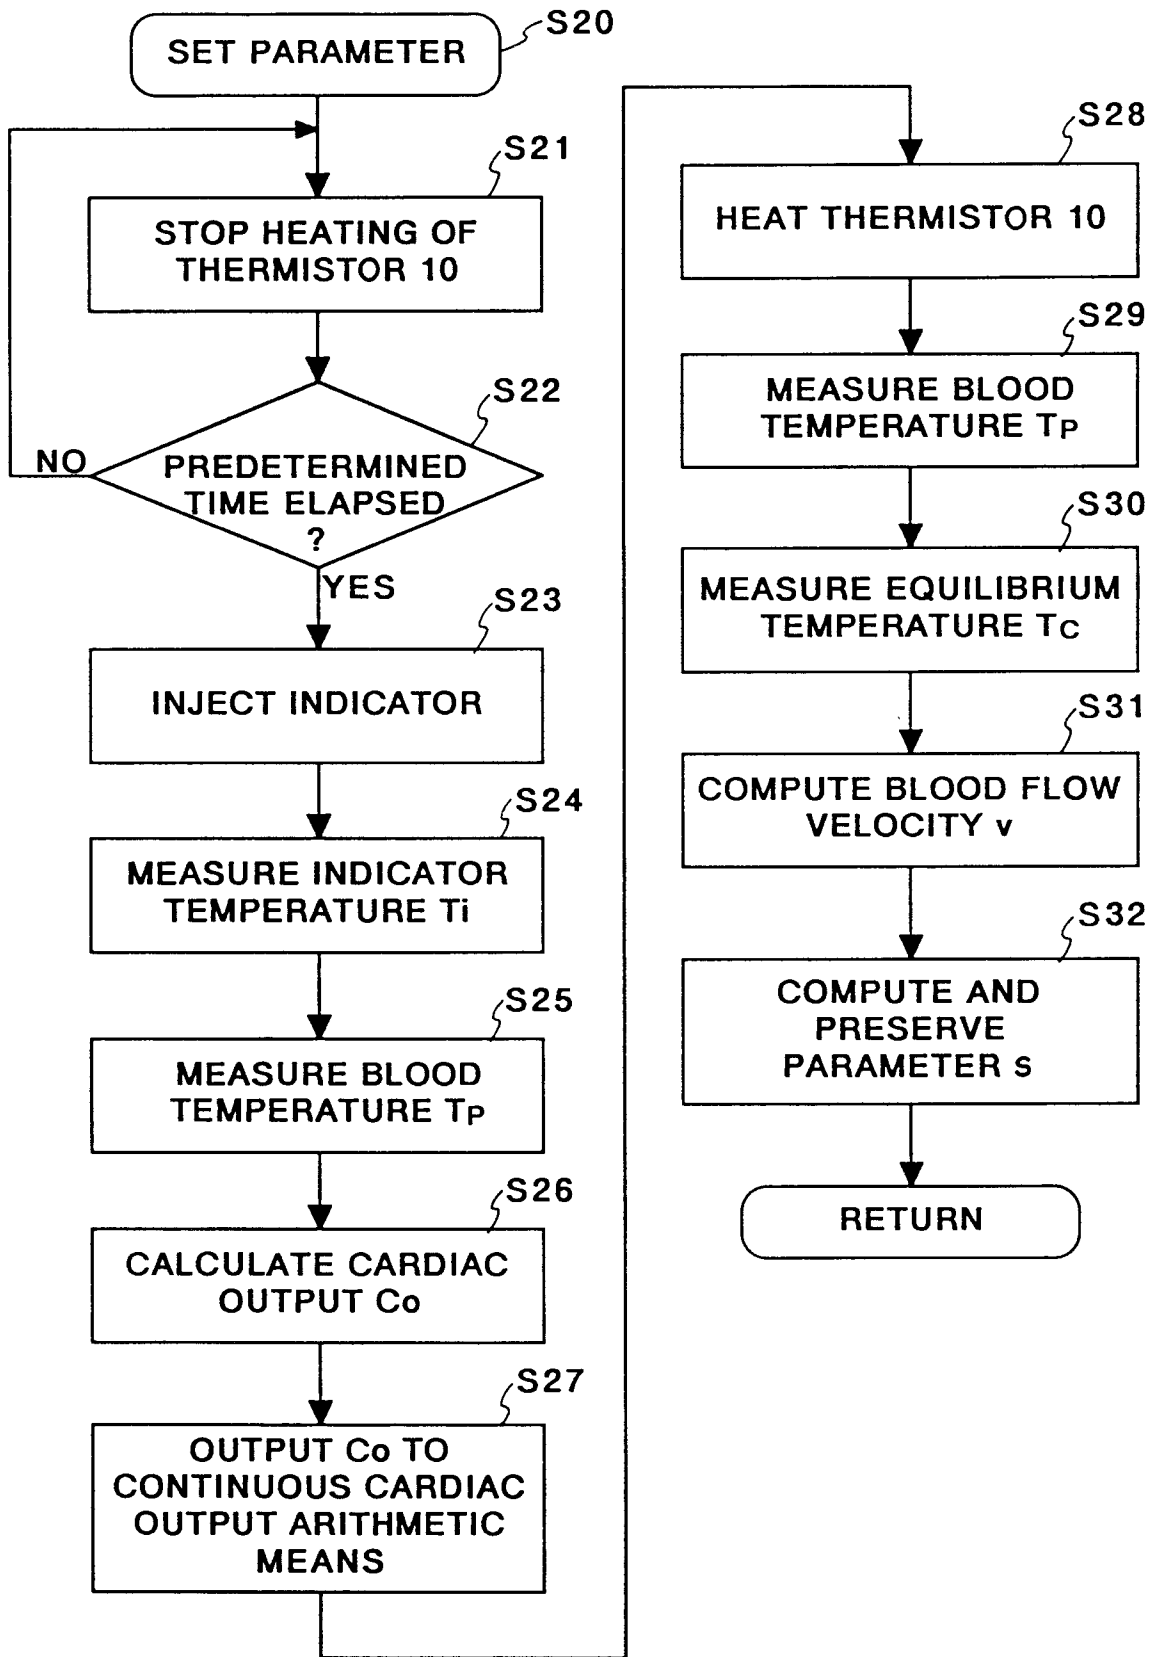 S20
SET PARAMETER
S21
STOP HEATING OF
THERMISTOR 10
S22
NO
PREDETERMINED
TIME ELAPSED
?
YES
S23
INJECT INDICATOR
S24
MEASURE INDICATOR
TEMPERATURE Ti
S25
MEASURE BLOOD
TEMPERATURE TP
S26
CALCULATE CARDIAC
OUTPUT Co
S27
OUTPUT Co TO
CONTINUOUS CARDIAC
OUTPUT ARITHMETIC
MEANS
S28
HEAT THERMISTOR 10
S29
MEASURE BLOOD
TEMPERATURE TP
S30
MEASURE EQUILIBRIUM
TEMPERATURE TC
S31
COMPUTE BLOOD FLOW
VELOCITY v
S32
COMPUTE AND
PRESERVE
PARAMETER s
RETURN